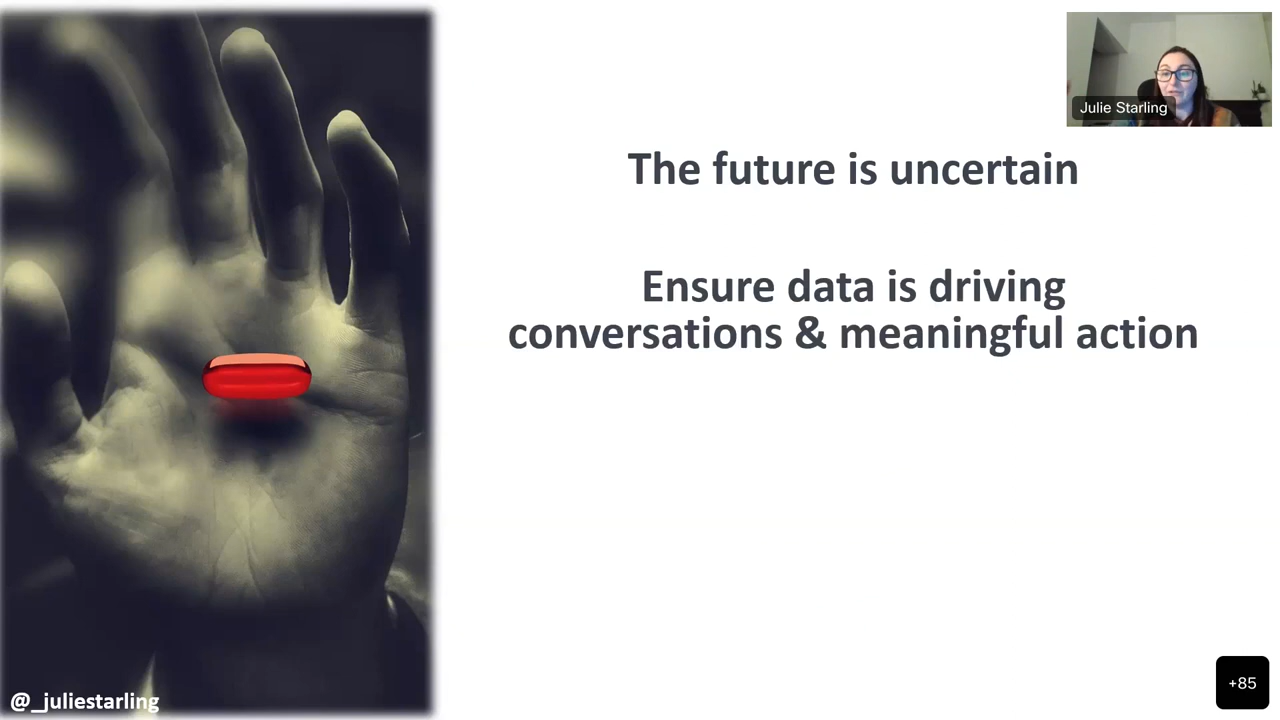 Julie Starling
The future is uncertain
Ensure data is driving
conversations & meaningful action
@_juliestarling
+85